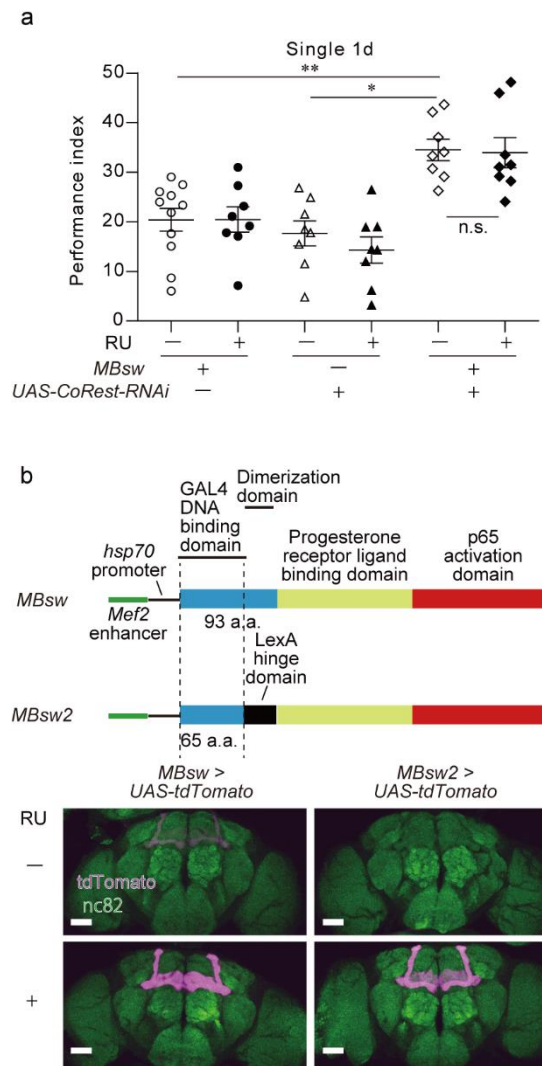 a
Single 1d
**
*
n.s.
Performance index
50
40
30
20
10
0
RU — + — + — +
MBsw + — +
UAS-CoRest-RNAi — + +
b
Dimerization
domain
GAL4
DNA
binding
domain
hsp70
promoter
Progesterone
receptor ligand
binding domain
p65
activation
domain
MBsw
Mef2
enhancer
93 a.a.
LexA
hinge
domain
MBsw2
65 a.a.
MBsw >
UAS-tdTomato
MBsw2 >
UAS-tdTomato
RU
—
tdTomato
nc82
+